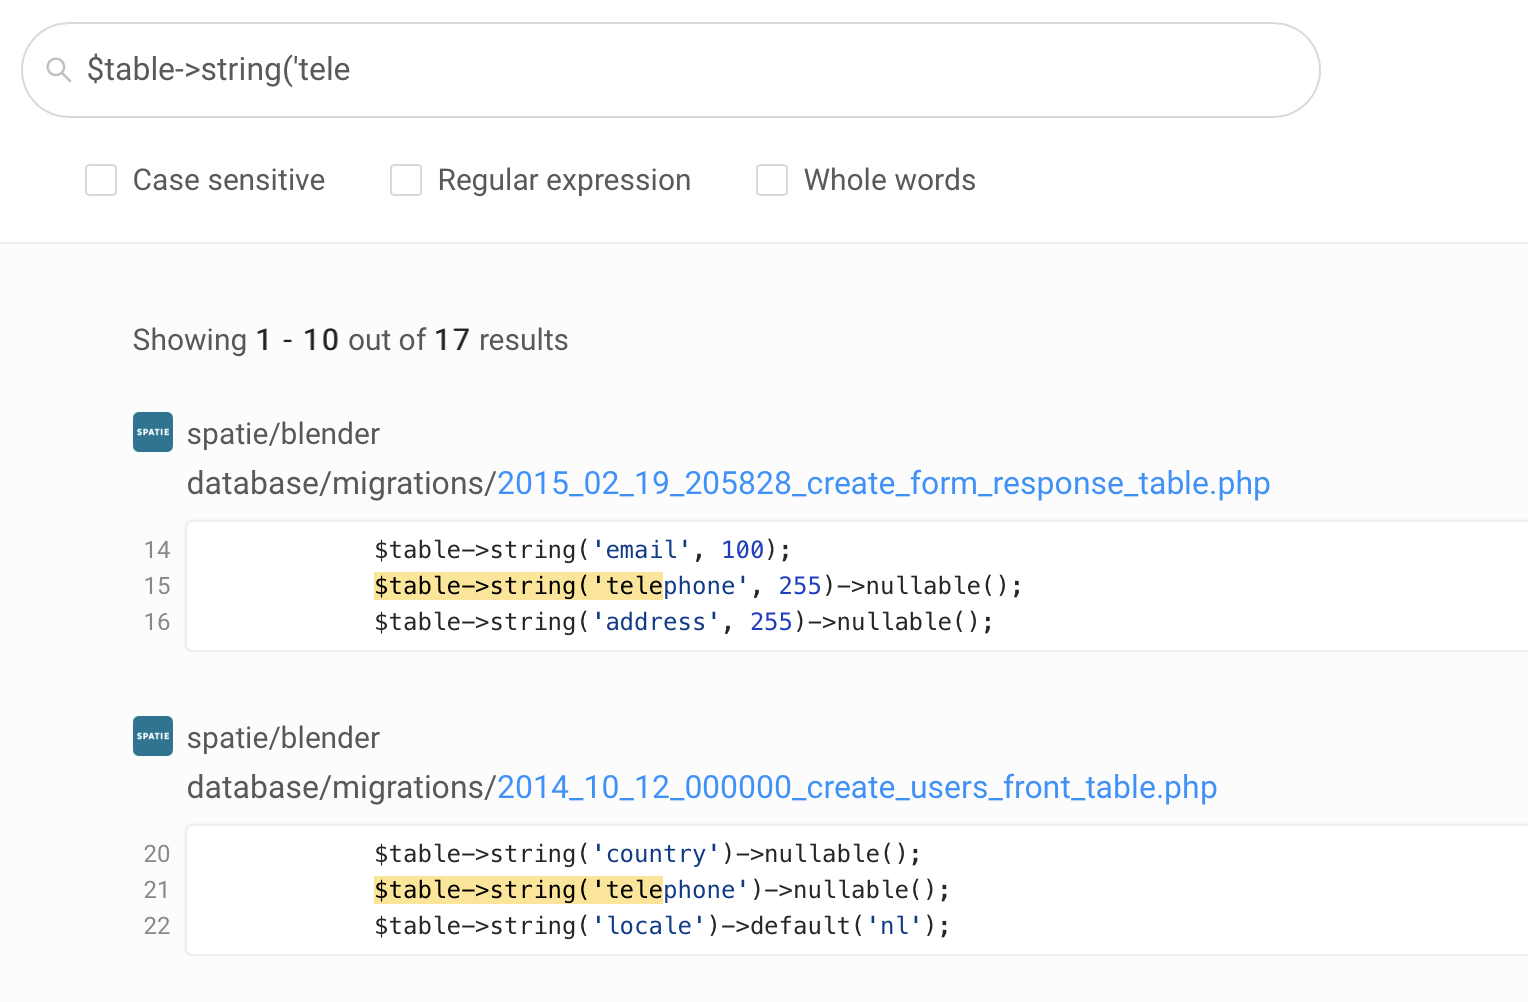 $table->string('tele
Case sensitive Regular expression Whole words
Showing 1 - 10 out of 17 results
SPATIE spatie/blender
database/migrations/2015_02_19_205828_create_form_response_table.php
14 $table->string('email', 100);
15 $table->string('telephone', 255)->nullable();
16 $table->string('address', 255)->nullable();
SPATIE spatie/blender
database/migrations/2014_10_12_000000_create_users_front_table.php
20 $table->string('country')->nullable();
21 $table->string('telephone')->nullable();
22 $table->string('locale')->default('nl');